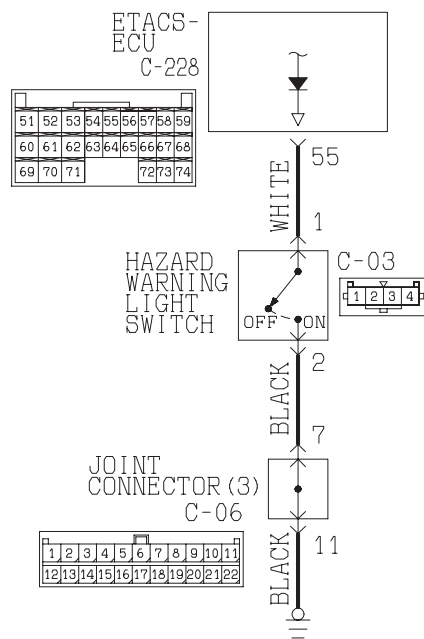 ETACS-
ECU
C-228
51 52 53 54 55 56 57 58 59
60 61 62 63 64 65 66 67 68
69 70 71 72 73 74
55
WHITE
1
HAZARD
WARNING
LIGHT
SWITCH
OFF ON
C-03
1 2 3 4
2
BLACK
7
JOINT
CONNECTOR (3)
C-06
1 2 3 4 5 6 7 8 9 10 11
12 13 14 15 16 17 18 19 20 21 22
11
BLACK